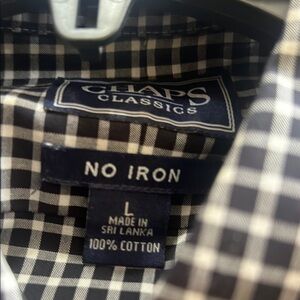 CHAPS
CLASSICS
NO IRON
L
MADE IN
SRI LANKA
100% COTTON